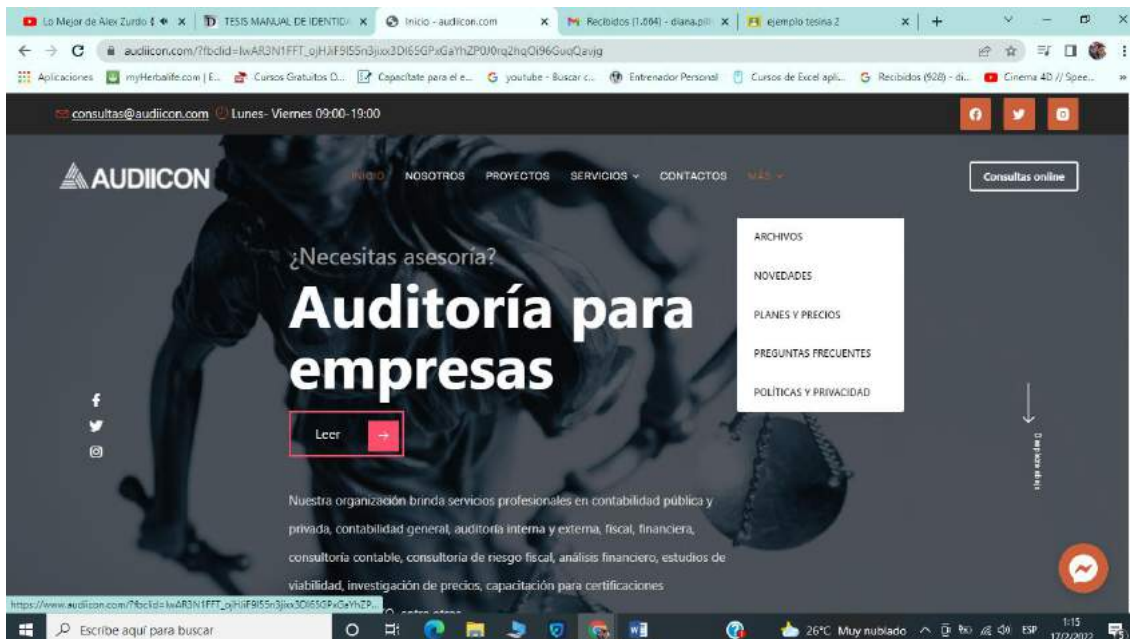 Lo Mejor de Alex Zurdo
TESIS MANUAL DE IDENTID
Inicio - audiicon.com
Recibidos (1.064) - diana.pil
ejemplo tesina 2
audiicon.com/?fbclid=
Aplicaciones
myHerbalife.com | E...
Cursos Gratuitos O...
Capacítate para el e...
youtube - Buscar c...
Entrenador Personal
Cursos de Excel apli...
Recibidos (928) - di...
Cinema 4D // Spee...
consultas@audiicon.com Lunes- Viernes 09:00-19:00
AUDIICON
INICIO NOSOTROS PROYECTOS SERVICIOS CONTACTOS MÁS
Consultas online
ARCHIVOS
NOVEDADES
PLANES Y PRECIOS
PREGUNTAS FRECUENTES
POLÍTICAS Y PRIVACIDAD
¿Necesitas asesoría?
Auditoría para
empresas
Leer
Nuestra organización brinda servicios profesionales en contabilidad pública y
privada, contabilidad general, auditoría interna y externa, fiscal, financiera,
consultoría contable, consultoría de riesgo fiscal, análisis financiero, estudios de
viabilidad, investigación de precios, capacitación para certificaciones
entre otros
Escribe aquí para buscar
26°C Muy nublado
ESP
1:15
17/2/2022